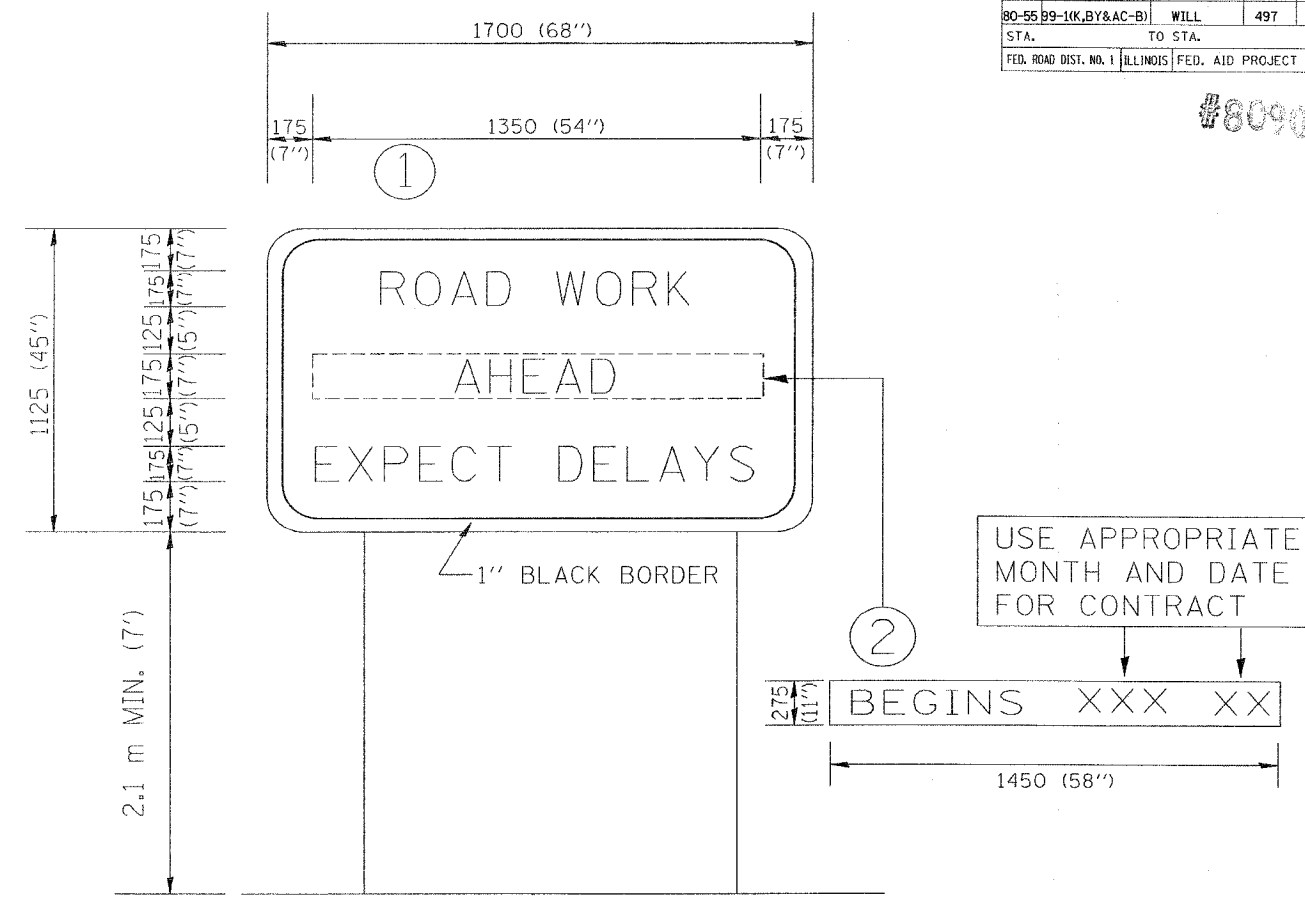 80-55 99-1(K,BY&AC-B) WILL 497
STA. TO STA.
FED. ROAD DIST. NO. 1 ILLINOIS FED. AID PROJECT
#8090
1700 (68'')
175 (7'')
1350 (54'')
175 (7'')
1
1125 (45'')
175 (7'')
175 (7'')
125 (5'')
175 (7'')
125 (5'')
175 (7'')
175 (7'')
ROAD WORK
AHEAD
EXPECT DELAYS
1'' BLACK BORDER
2.1 m MIN. (7')
2
USE APPROPRIATE
MONTH AND DATE
FOR CONTRACT
275 (11'')
BEGINS XXX XX
1450 (58'')